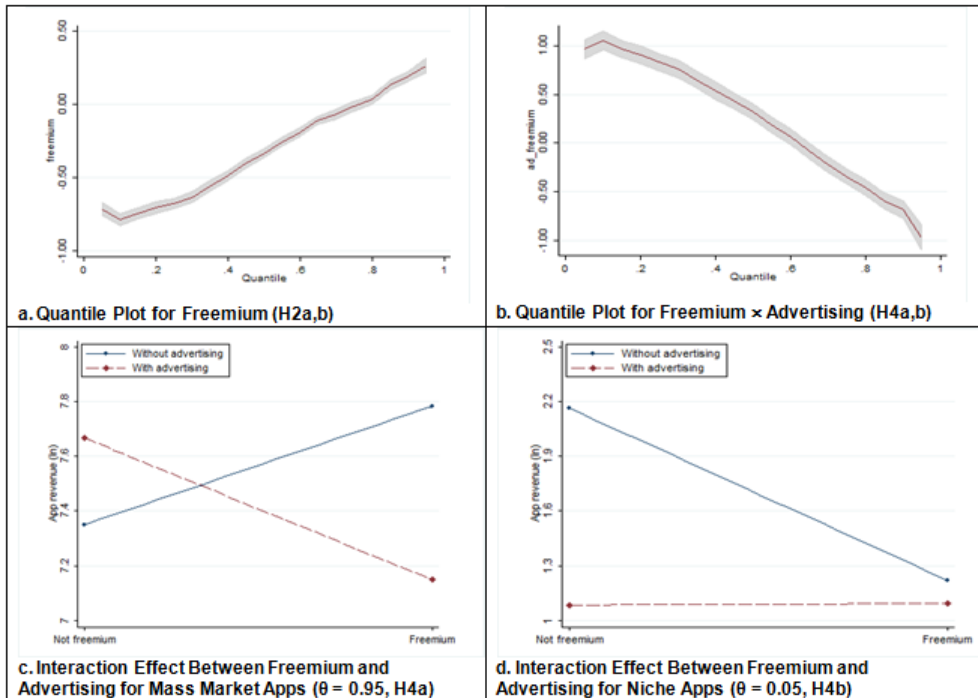 0.50
0.00
-0.50
-1.00
freemium
0 .2 .4 .6 .8 1
Quantile
a. Quantile Plot for Freemium (H2a,b)
1.00
0.50
0.00
-0.50
-1.00
ad_freemium
0 .2 .4 .6 .8 1
Quantile
b. Quantile Plot for Freemium × Advertising (H4a,b)
Without advertising
With advertising
8
7.8
7.6
7.4
7.2
7
App revenue (ln)
Not freemium Freemium
c. Interaction Effect Between Freemium and
Advertising for Mass Market Apps (θ = 0.95, H4a)
Without advertising
With advertising
2.5
2.2
1.9
1.6
1.3
1
App revenue (ln)
Not freemium Freemium
d. Interaction Effect Between Freemium and
Advertising for Niche Apps (θ = 0.05, H4b)